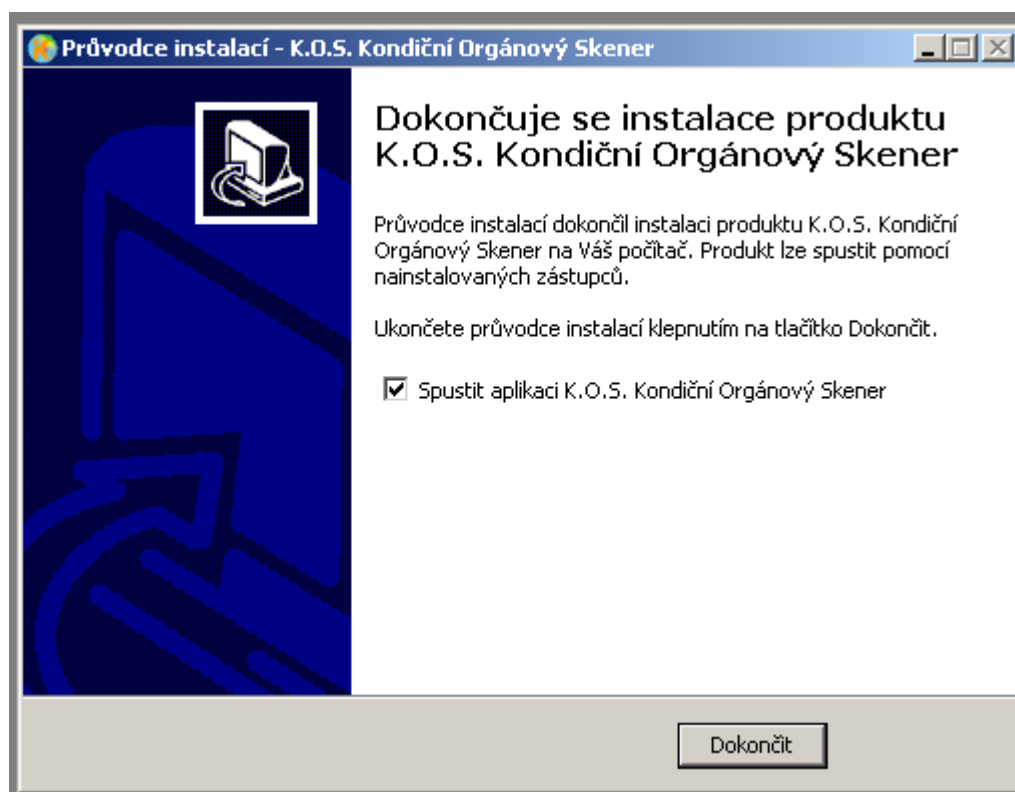 Průvodce instalací - K.O.S. Kondiční Orgánový Skener
Dokončuje se instalace produktu
K.O.S. Kondiční Orgánový Skener
Průvodce instalací dokončil instalaci produktu K.O.S. Kondiční
Orgánový Skener na Váš počítač. Produkt lze spustit pomocí
nainstalovaných zástupců.
Ukončete průvodce instalací klepnutím na tlačítko Dokončit.
Spustit aplikaci K.O.S. Kondiční Orgánový Skener
Dokončit